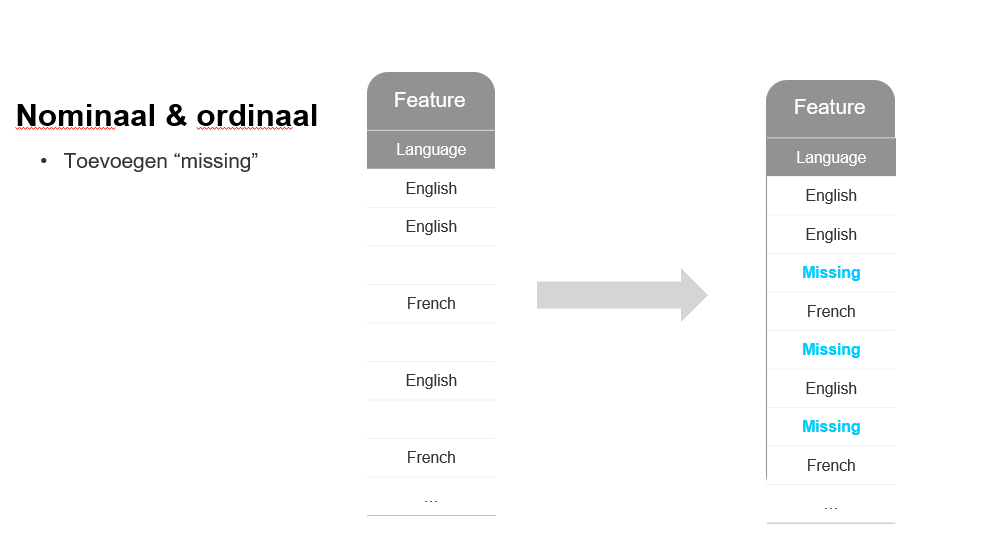 Nominaal & ordinaal
• Toevoegen “missing”
Feature
Language
English
English
French
English
French
...
Feature
Language
English
English
Missing
French
Missing
English
Missing
French
...